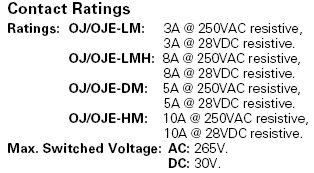 Contact Ratings
Ratings: OJ/OJE-LM: 3A @ 250VAC resistive,
3A @ 28VDC resistive.
OJ/OJE-LMH: 8A @ 250VAC resistive,
8A @ 28VDC resistive.
OJ/OJE-DM: 5A @ 250VAC resistive,
5A @ 28VDC resistive.
OJ/OJE-HM: 10A @ 250VAC resistive,
10A @ 28VDC resistive.
Max. Switched Voltage: AC: 265V.
DC: 30V.